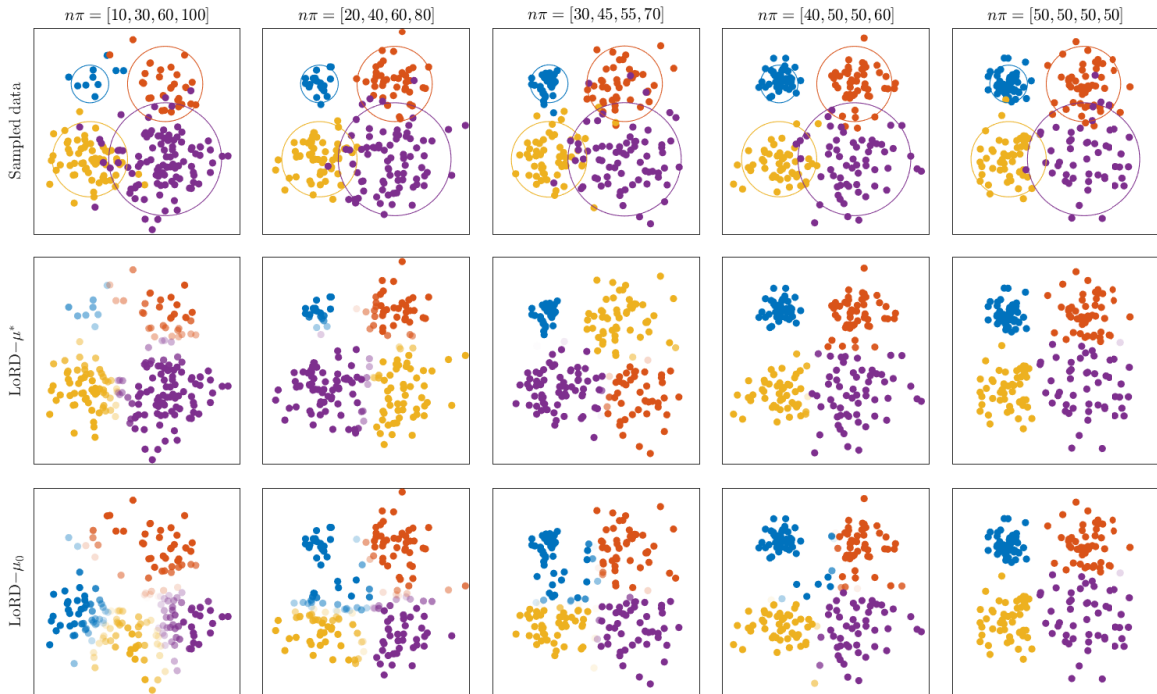 nπ = [10, 30, 60, 100]
nπ = [20, 40, 60, 80]
nπ = [30, 45, 55, 70]
nπ = [40, 50, 50, 60]
nπ = [50, 50, 50, 50]
Sampled data
LoRD−μ*
LoRD−μ₀